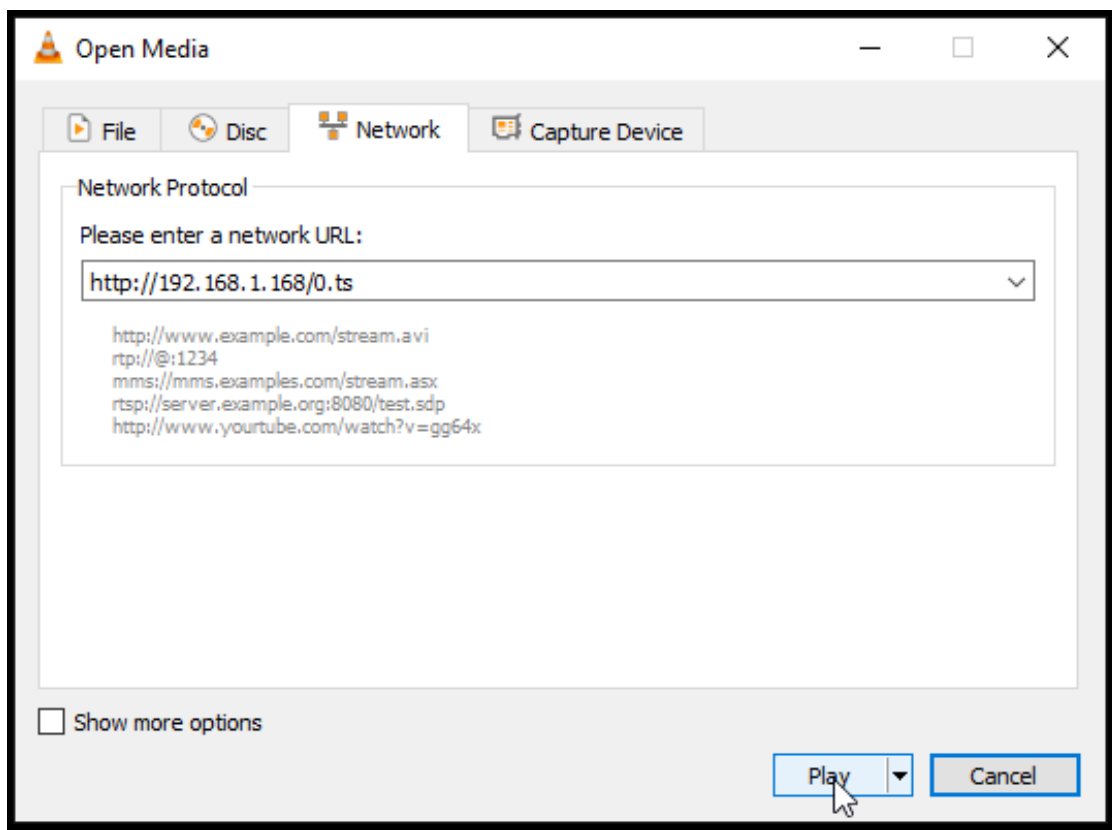 Open Media
File Disc Network Capture Device
Network Protocol
Please enter a network URL:
http://192.168.1.168/0.ts
http://www.example.com/stream.avi
rtp://@:1234
mms://mms.examples.com/stream.asx
rtsp://server.example.org:8080/test.sdp
http://www.yourtube.com/watch?v=gg64x
Show more options
Play Cancel